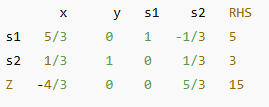 x y s1 s2 RHS
s1 5/3 0 1 -1/3 5
s2 1/3 1 0 1/3 3
Z -4/3 0 0 5/3 15